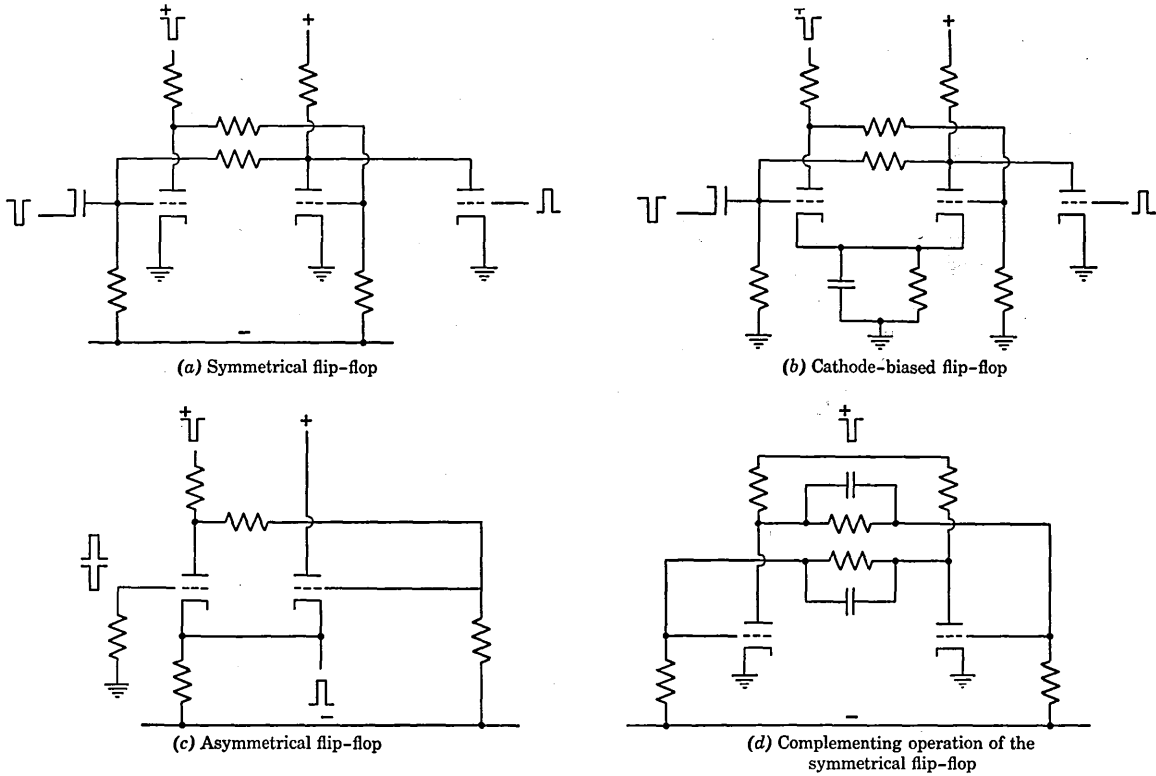 + +
+ +
–
(a) Symmetrical flip-flop
(b) Cathode-biased flip-flop
+ +
+
–
–
(c) Asymmetrical flip-flop
(d) Complementing operation of the
symmetrical flip-flop